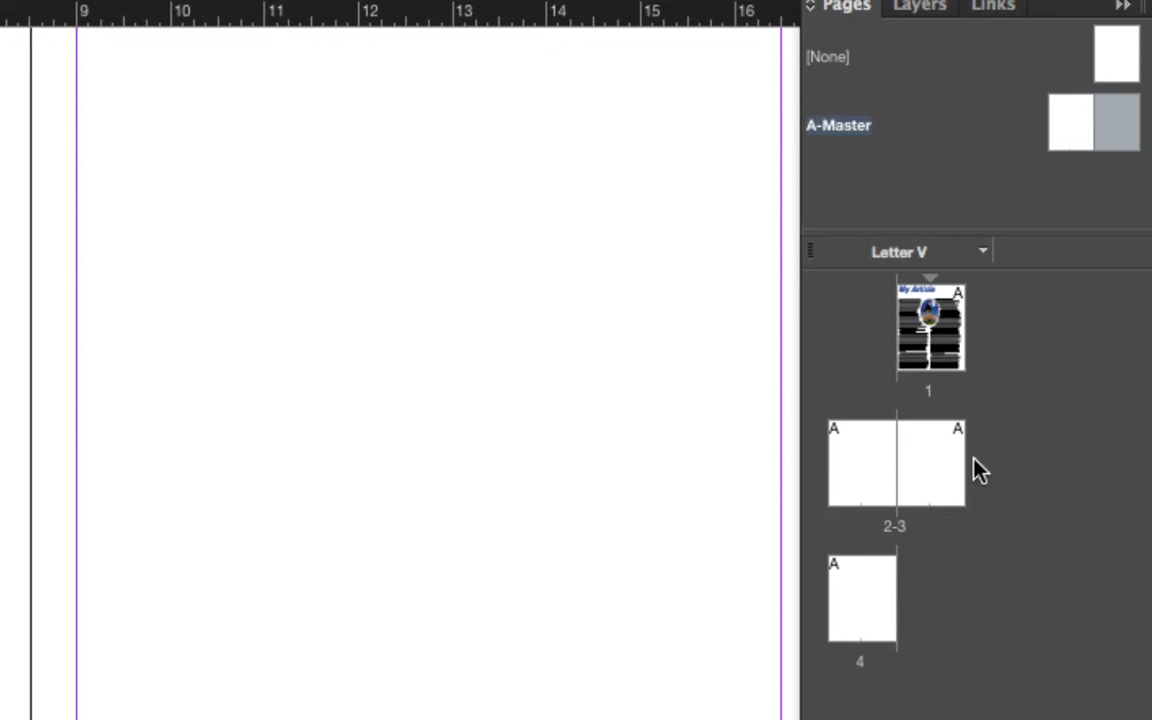 9 10 11 12 13 14 15 16
Pages Layers Links
[None]
A-Master
Letter V
My Article
A
1
A A
2-3
A
4